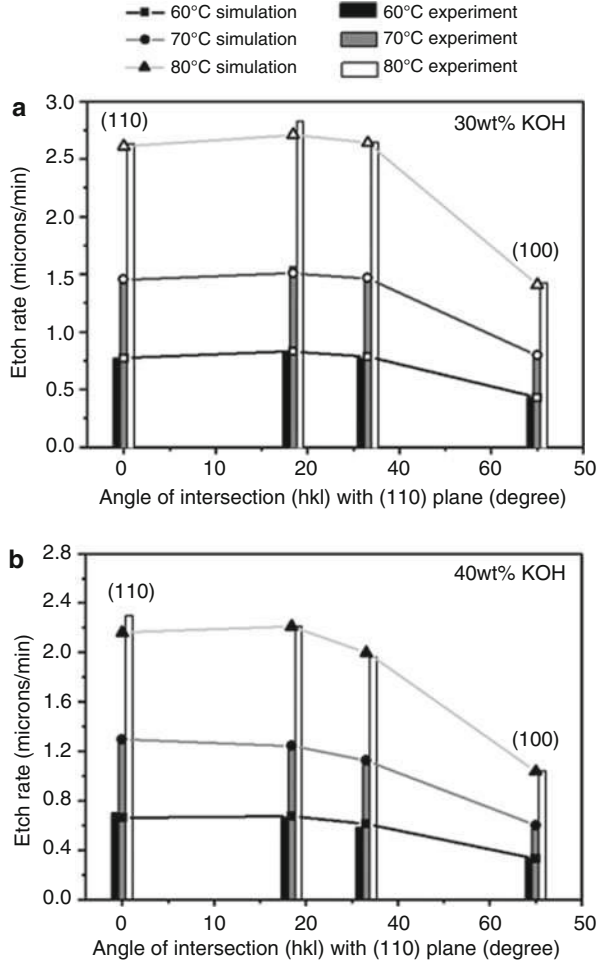 60°C simulation 60°C experiment
70°C simulation 70°C experiment
80°C simulation 80°C experiment
a
3.0
(110) 30wt% KOH
2.5
2.0
(100)
1.5
1.0
0.5
0.0
Etch rate (microns/min)
0 10 20 40 60 50
Angle of intersection (hkl) with (110) plane (degree)
b
2.8
40wt% KOH
(110)
2.4
2.0
1.6
(100)
1.2
0.8
0.4
0.0
Etch rate (microns/min)
0 10 20 40 60 50
Angle of intersection (hkl) with (110) plane (degree)